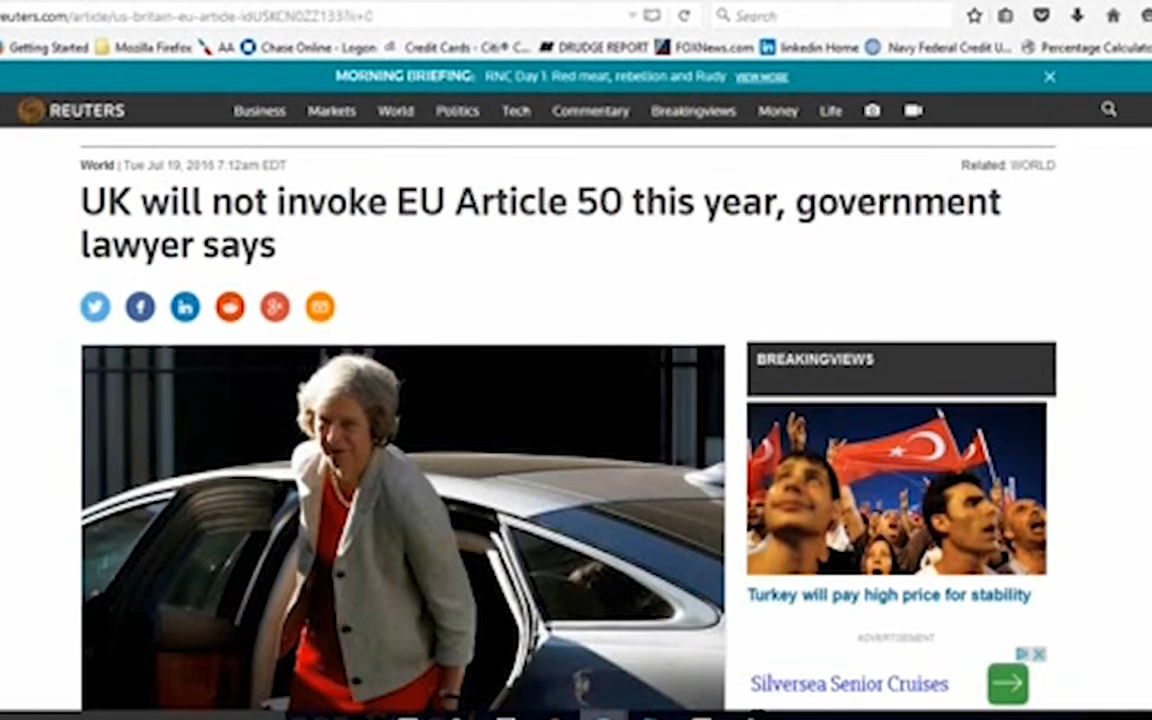 reuters.com/article/us-britain-eu-article-idUSKCN0ZZ133?il=0
Search
Getting Started Mozilla Firefox AA Chase Online - Logon Credit Cards - Citi® C... DRUDGE REPORT FOXNews.com linkedin Home Navy Federal Credit U... Percentage Calculato
MORNING BRIEFING: RNC Day 1: Red meat, rebellion and Rudy VIEW MORE
REUTERS Business Markets World Politics Tech Commentary Breakingviews Money Life
World | Tue Jul 19, 2016 7:12am EDT
Related: WORLD
UK will not invoke EU Article 50 this year, government
lawyer says
BREAKINGVIEWS
Turkey will pay high price for stability
ADVERTISEMENT
Silversea Senior Cruises